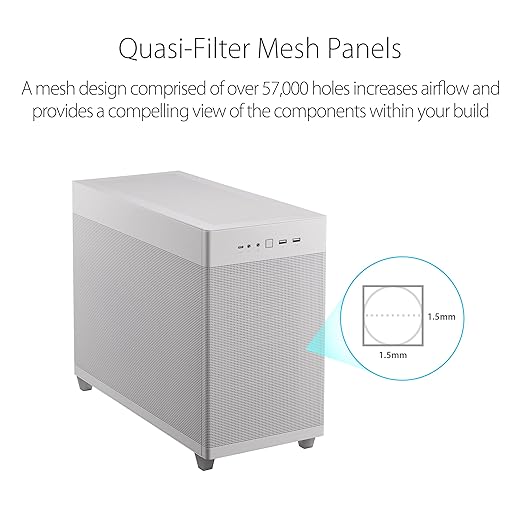 Quasi-Filter Mesh Panels
A mesh design comprised of over 57,000 holes increases airflow and
provides a compelling view of the components within your build
1.5mm
1.5mm